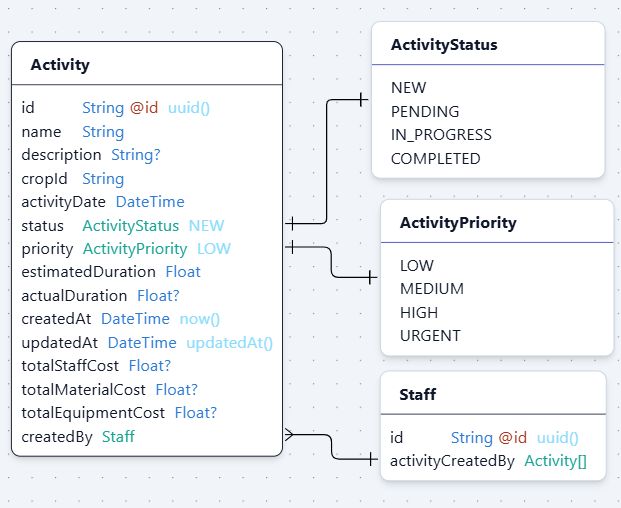 Activity
id String @id uuid()
name String
description String?
cropId String
activityDate DateTime
status ActivityStatus NEW
priority ActivityPriority LOW
estimatedDuration Float
actualDuration Float?
createdAt DateTime now()
updatedAt DateTime updatedAt()
totalStaffCost Float?
totalMaterialCost Float?
totalEquipmentCost Float?
createdBy Staff
ActivityStatus
NEW
PENDING
IN_PROGRESS
COMPLETED
ActivityPriority
LOW
MEDIUM
HIGH
URGENT
Staff
id String @id uuid()
activityCreatedBy Activity[]